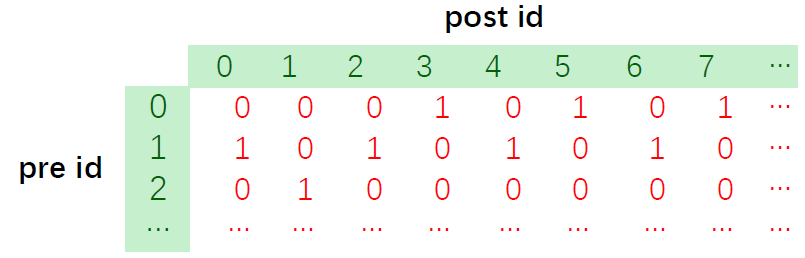 post id
0 1 2 3 4 5 6 7 ...
0 0 0 0 1 0 1 0 1 ...
1 1 0 1 0 1 0 1 0 ...
pre id
2 0 1 0 0 0 0 0 0 ...
... ... ... ... ... ... ... ... ... ...